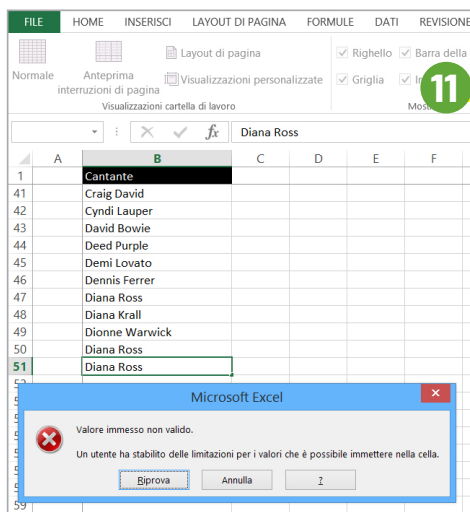 FILE HOME INSERISCI LAYOUT DI PAGINA FORMULE DATI REVISIONE
Layout di pagina Righello Barra della
Normale Anteprima interruzioni di pagina Visualizzazioni personalizzate Griglia
Visualizzazioni cartella di lavoro
11
fx Diana Ross
A B C D E F
1 Cantante
41 Craig David
42 Cyndi Lauper
43 David Bowie
44 Deed Purple
45 Demi Lovato
46 Dennis Ferrer
47 Diana Ross
48 Diana Krall
49 Dionne Warwick
50 Diana Ross
51 Diana Ross
Microsoft Excel
Valore immesso non valido.
Un utente ha stabilito delle limitazioni per i valori che è possibile immettere nella cella.
Riprova Annulla ?
59